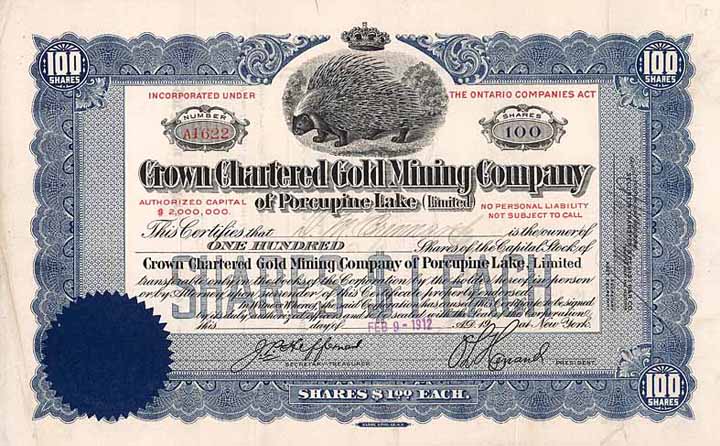 100 SHARES
100 SHARES
INCORPORATED UNDER THE ONTARIO COMPANIES ACT
NUMBER
A1622
SHARES
100
Crown Chartered Gold Mining Company
of Porcupine Lake (Limited)
AUTHORIZED CAPITAL
$ 2,000,000.
NO PERSONAL LIABILITY
NOT SUBJECT TO CALL
This Certifies that is the owner of
ONE HUNDRED Shares of the Capital Stock of
Crown Chartered Gold Mining Company of Porcupine Lake, Limited
SHARES $1 EACH
transferable only in the books of the Corporation by the holder hereof in person
or by Attorney upon surrender of this Certificate properly endorsed.
In Witness Whereof, the said Corporation has caused this Certificate to be signed
by its duly authorized officers and to be sealed with the Seal of the Corporation
this day of FEB 9 - 1912 A.D. 19 at New York.
SECRETARY-TREASURER
PRESIDENT
SHARES $1.00 EACH.
100 SHARES